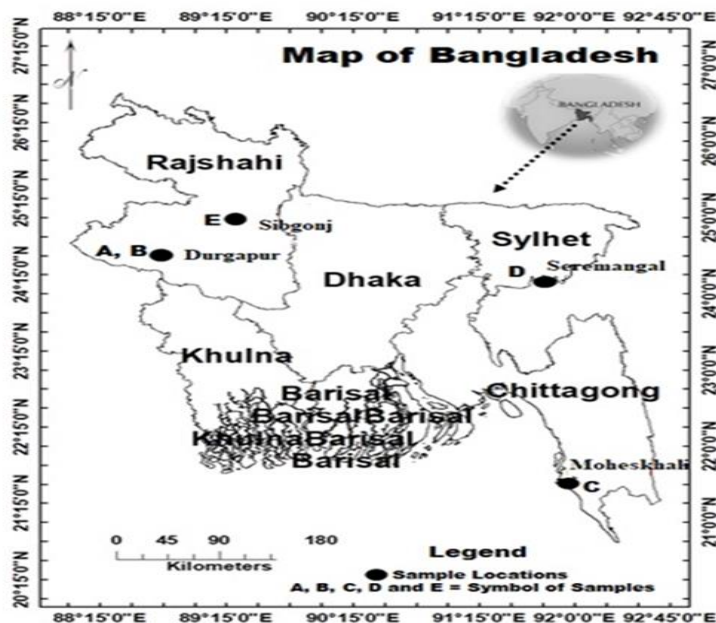 88°15'0"E 89°15'0"E 90°15'0"E 91°15'0"E 92°0'0"E 92°45'0"E
Map of Bangladesh
N
BANGLADESH
27°15'0"N
26°15'0"N
25°15'0"N
24°15'0"N
23°15'0"N
22°15'0"N
21°15'0"N
20°15'0"N
27°0'0"N
26°0'0"N
25°0'0"N
24°0'0"N
23°0'0"N
22°0'0"N
21°0'0"N
Rajshahi
E Sibgonj
A, B Durgapur
Sylhet
D Seremangal
Dhaka
Khulna
Barisal
BarisalBarisal
KhulnaBarisal
Barisal
Chittagong
Moheskhali
C
0 45 90 180
Kilometers
Legend
Sample Locations
A, B, C, D and E = Symbol of Samples
88°15'0"E 89°15'0"E 90°15'0"E 91°15'0"E 92°0'0"E 92°45'0"E